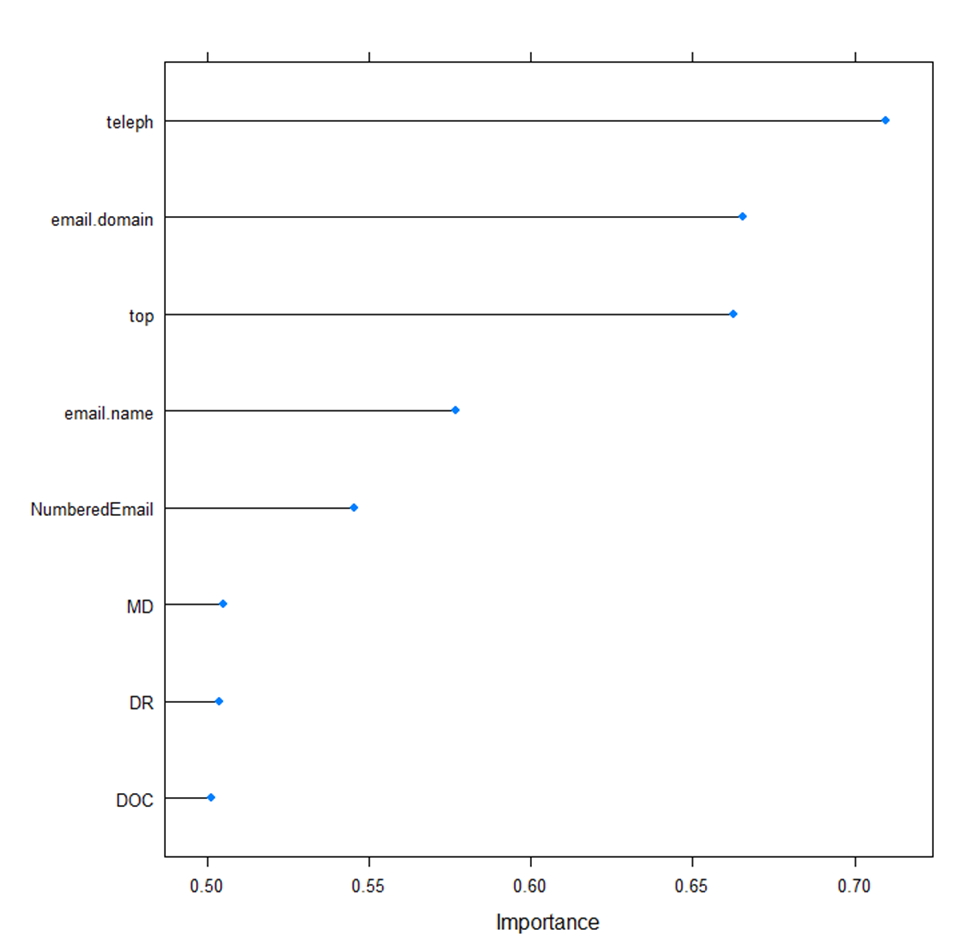 teleph
email.domain
top
email.name
NumberedEmail
MD
DR
DOC
0.50 0.55 0.60 0.65 0.70
Importance